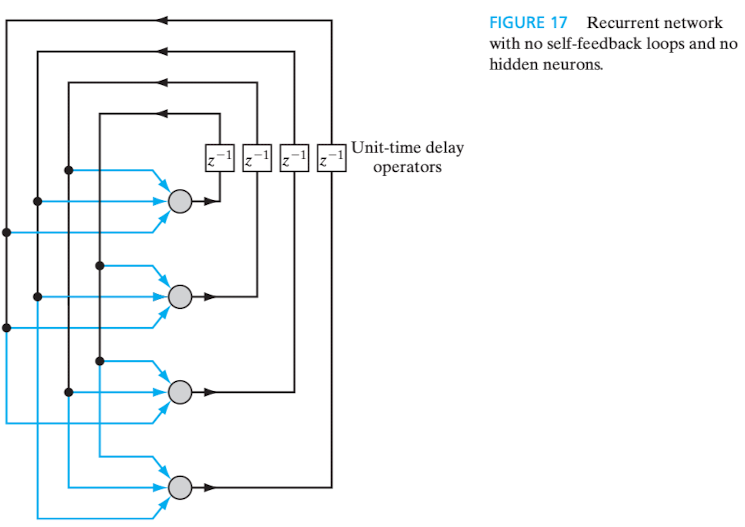 FIGURE 17 Recurrent network
with no self-feedback loops and no
hidden neurons.
z⁻¹ z⁻¹ z⁻¹ z⁻¹ Unit-time delay
operators